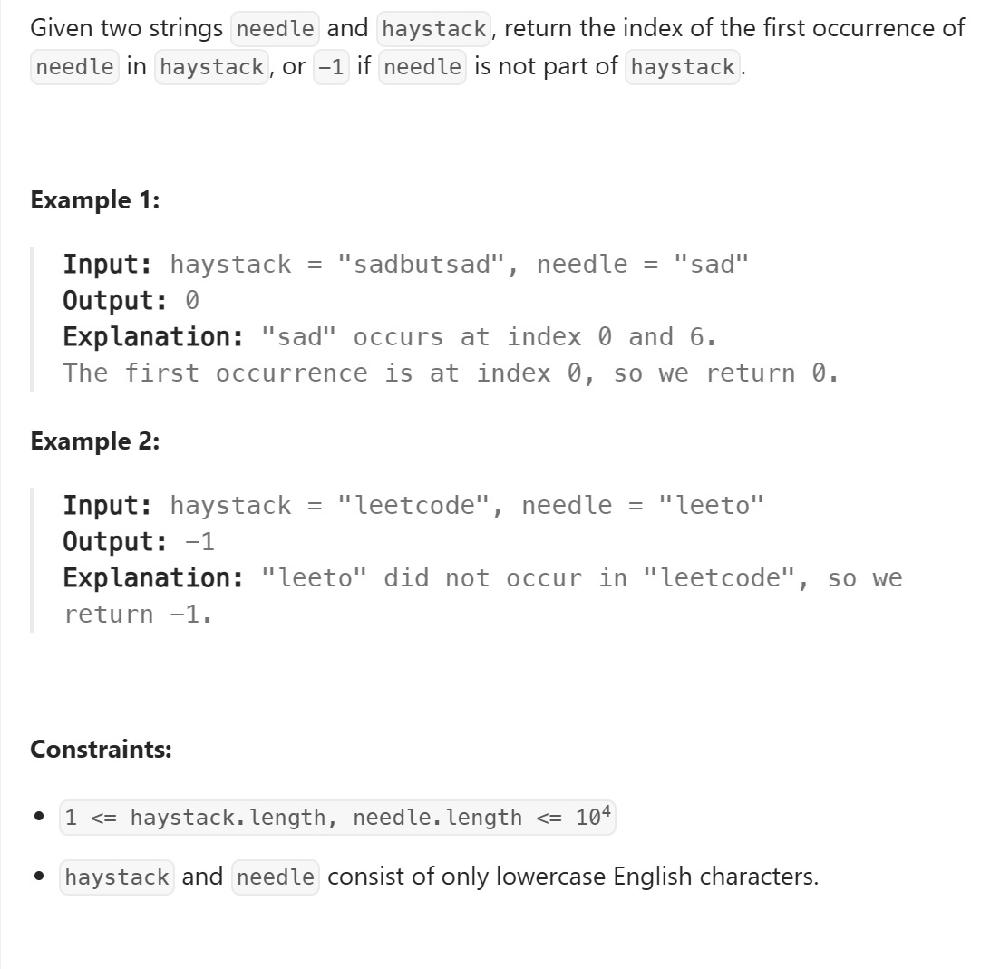 Given two strings needle and haystack, return the index of the first occurrence of
needle in haystack, or −1 if needle is not part of haystack.
Example 1:
Input: haystack = "sadbutsad", needle = "sad"
Output: 0
Explanation: "sad" occurs at index 0 and 6.
The first occurrence is at index 0, so we return 0.
Example 2:
Input: haystack = "leetcode", needle = "leeto"
Output: −1
Explanation: "leeto" did not occur in "leetcode", so we
return −1.
Constraints:
• 1 <= haystack.length, needle.length <= 10⁴
• haystack and needle consist of only lowercase English characters.